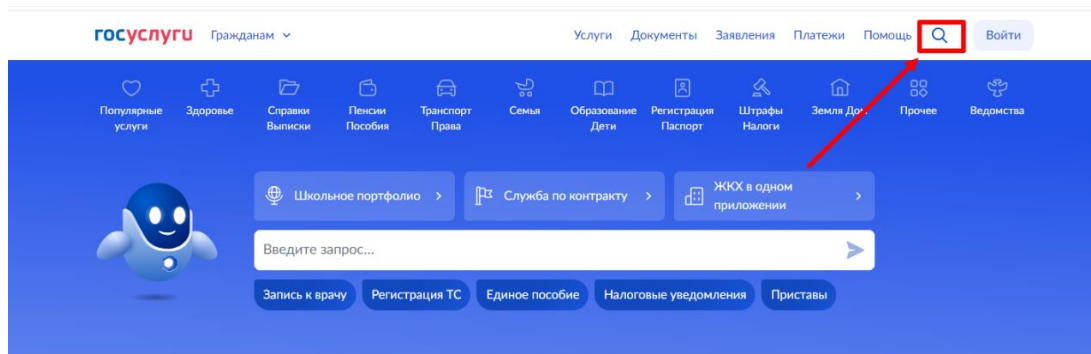 госуслуги Гражданам Услуги Документы Заявления Платежи Помощь Войти
Популярные услуги
Здоровье
Справки Выписки
Пенсии Пособия
Транспорт Права
Семья
Образование Дети
Регистрация Паспорт
Штрафы Налоги
Земля Дом
Прочее
Ведомства
Школьное портфолио
Служба по контракту
ЖКХ в одном
приложении
Введите запрос...
Запись к врачу Регистрация ТС Единое пособие Налоговые уведомления Приставы